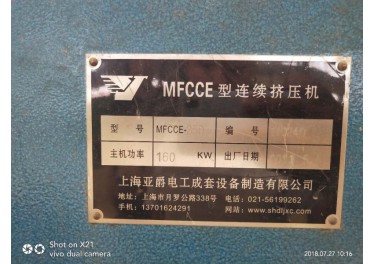 MFCCE型连续挤压机
型 号 MFCCE- 编 号
主机功率 160 KW 出厂日期
上海亚爵电工成套设备制造有限公司
地址：上海市月罗公路338号 电话：021-56199262
手机：13701624291 网站：www.shdljxc.com
Shot on X21
vivo dual camera
2018.07.27 10:16